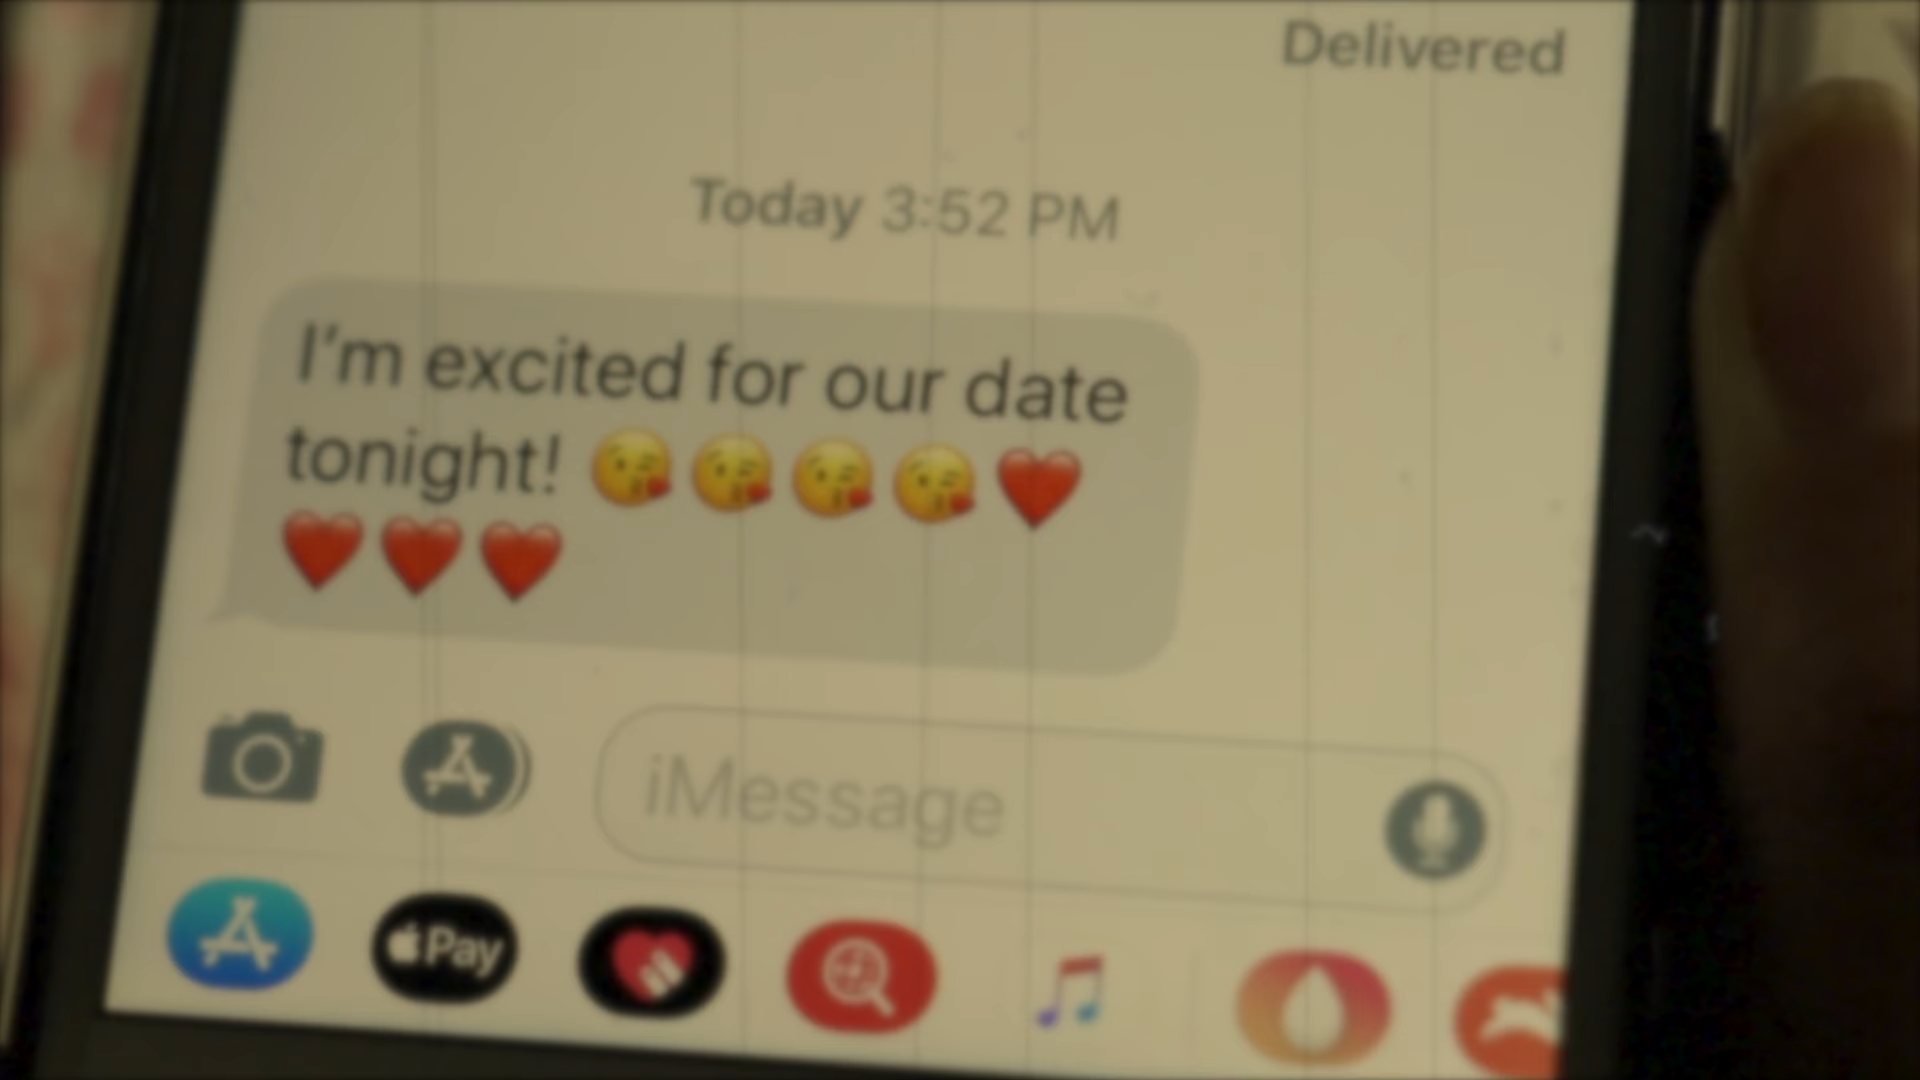 Delivered
Today 3:52 PM
I'm excited for our date
tonight! 😘😘😘😘❤️
❤️❤️❤️
iMessage
Pay